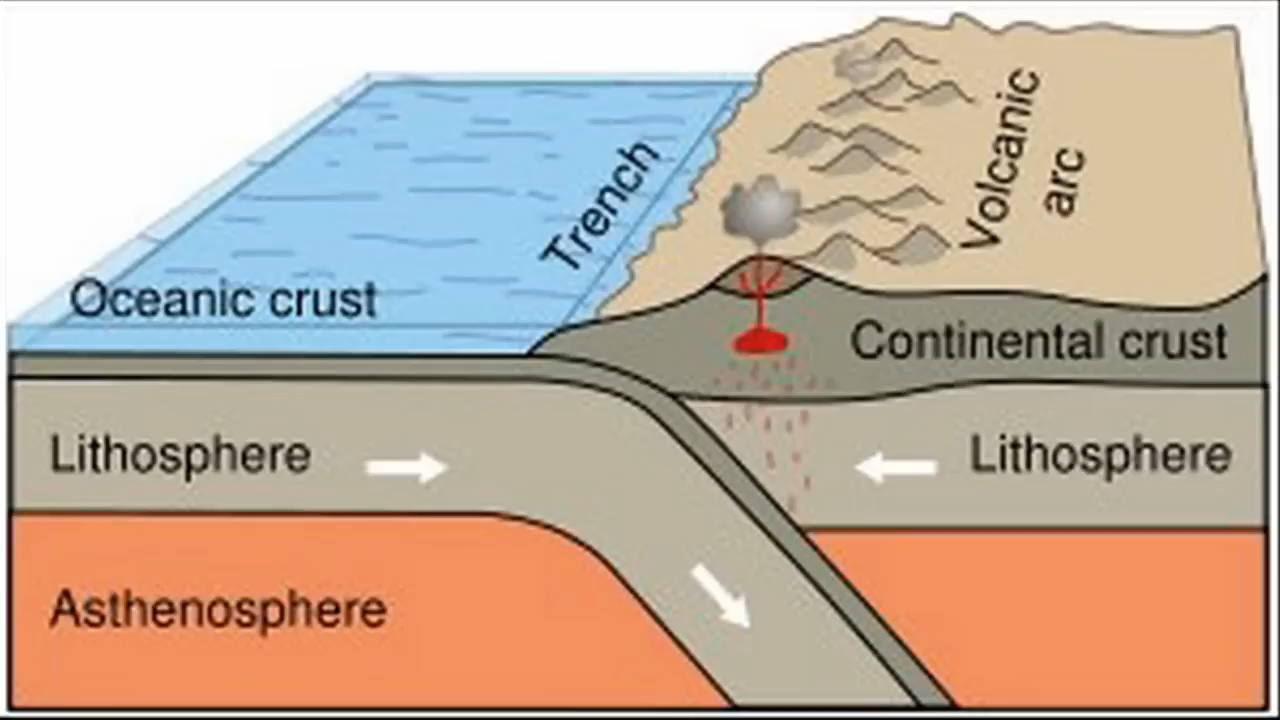 Volcanic
arc
Trench
Oceanic crust
Continental crust
Lithosphere
Lithosphere
Asthenosphere